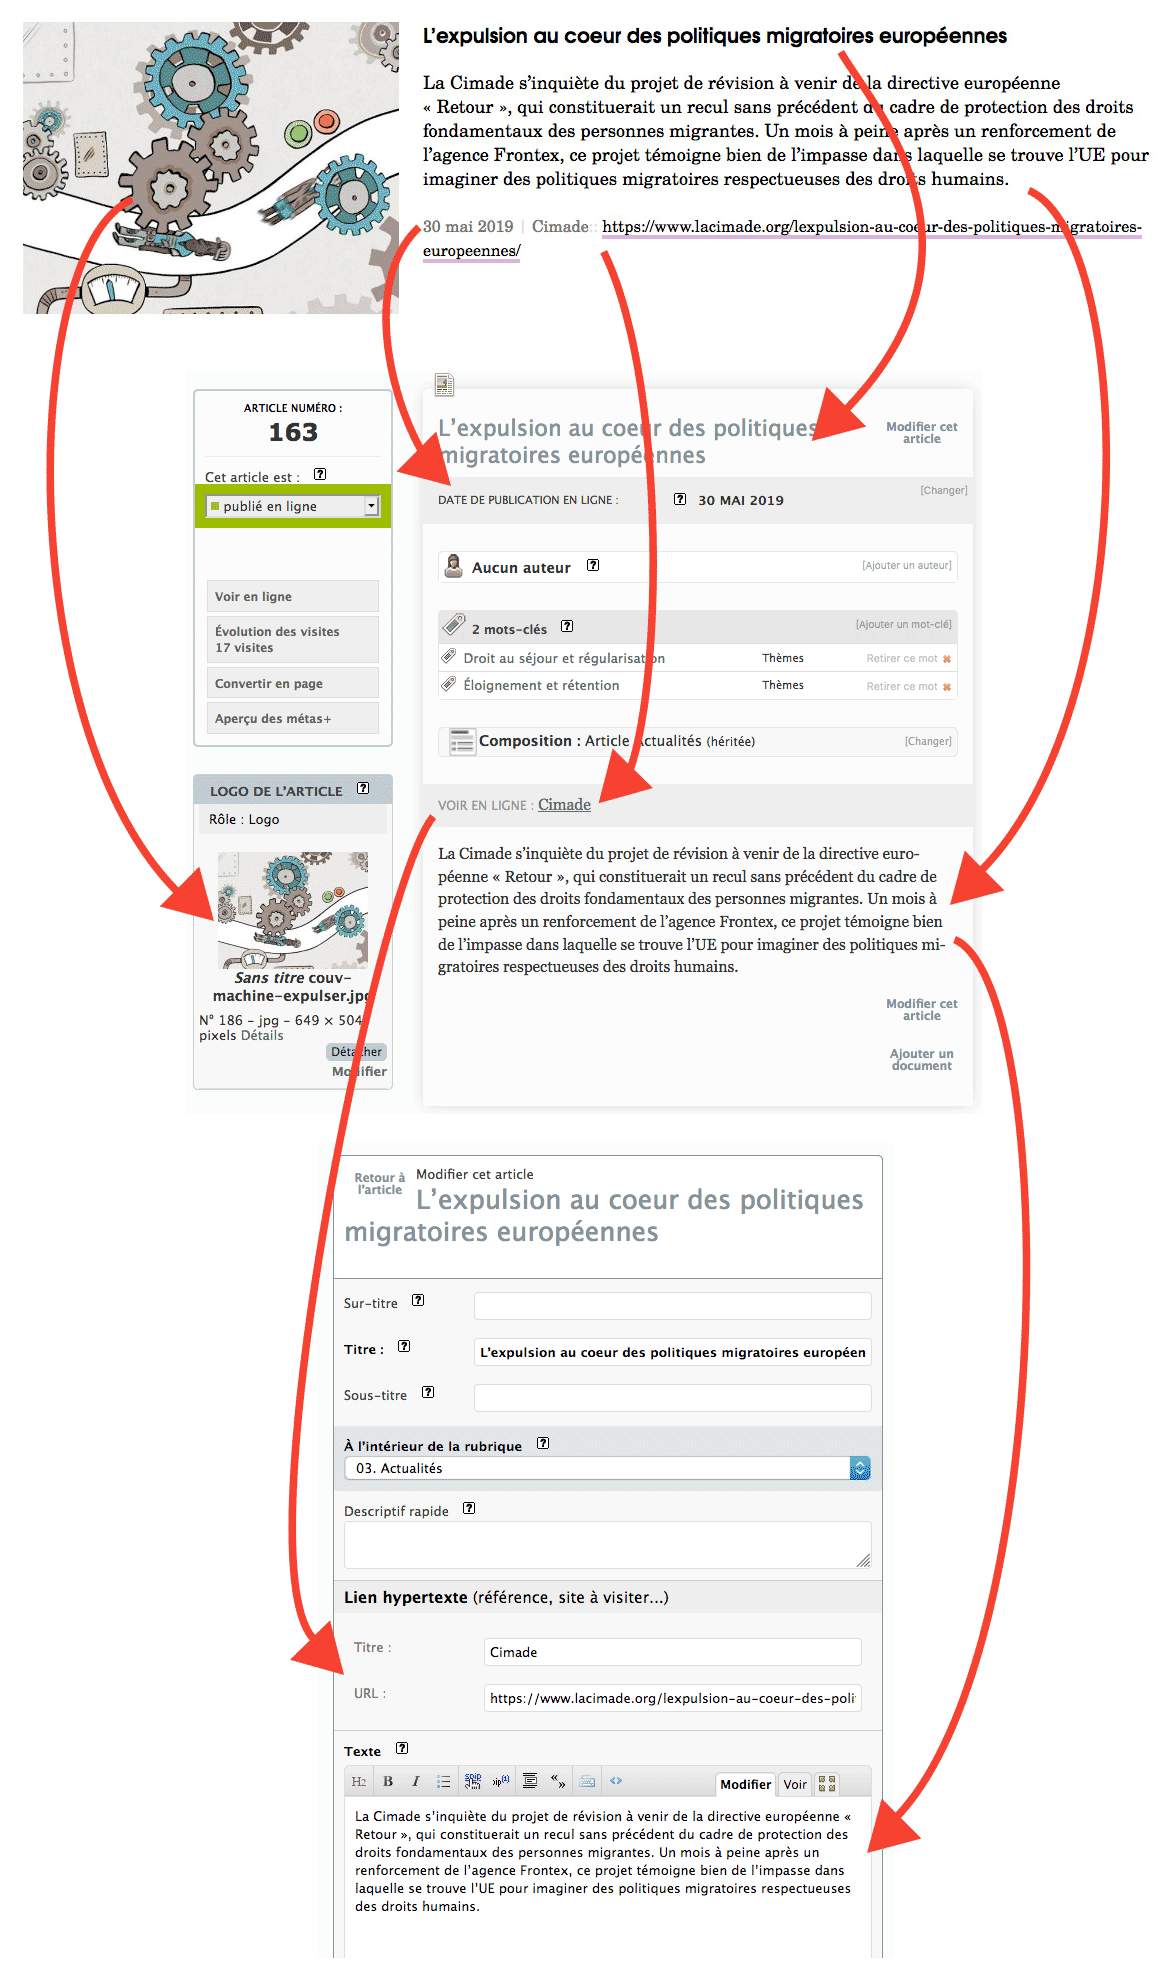 L’expulsion au coeur des politiques migratoires européennes
La Cimade s’inquiète du projet de révision à venir de la directive européenne
« Retour », qui constituerait un recul sans précédent du cadre de protection des droits
fondamentaux des personnes migrantes. Un mois à peine après un renforcement de
l’agence Frontex, ce projet témoigne bien de l’impasse dans laquelle se trouve l’UE pour
imaginer des politiques migratoires respectueuses des droits humains.
30 mai 2019 | Cimade:: https://www.lacimade.org/lexpulsion-au-coeur-des-politiques-migratoires-
europeennes/
ARTICLE NUMÉRO :
163
Cet article est : ?
publié en ligne
Voir en ligne
Évolution des visites
17 visites
Convertir en page
Aperçu des métas+
LOGO DE L’ARTICLE ?
Rôle : Logo
Sans titre couv-
machine-expulser.jpg
N° 186 – jpg – 649 × 504
pixels Détails
Détacher
Modifier
L’expulsion au coeur des politiques
migratoires européennes
Modifier cet
article
DATE DE PUBLICATION EN LIGNE : ? 30 MAI 2019 [Changer]
Aucun auteur ? [Ajouter un auteur]
2 mots-clés ? [Ajouter un mot-clé]
Droit au séjour et régularisation Thèmes Retirer ce mot
Éloignement et rétention Thèmes Retirer ce mot
Composition : Article Actualités (héritée) [Changer]
VOIR EN LIGNE : Cimade
La Cimade s’inquiète du projet de révision à venir de la directive euro-
péenne « Retour », qui constituerait un recul sans précédent du cadre de
protection des droits fondamentaux des personnes migrantes. Un mois à
peine après un renforcement de l’agence Frontex, ce projet témoigne bien
de l’impasse dans laquelle se trouve l’UE pour imaginer des politiques mi-
gratoires respectueuses des droits humains.
Modifier cet
article
Ajouter un
document
Retour à
l’article
Modifier cet article
L’expulsion au coeur des politiques
migratoires européennes
Sur-titre ?
Titre : ? L’expulsion au coeur des politiques migratoires européen
Sous-titre ?
À l’intérieur de la rubrique ?
03. Actualités
Descriptif rapide ?
Lien hypertexte (référence, site à visiter...)
Titre : Cimade
URL : https://www.lacimade.org/lexpulsion-au-coeur-des-poli
Texte ?
H2 B I spip « » <> Modifier Voir
La Cimade s’inquiète du projet de révision à venir de la directive européenne «
Retour », qui constituerait un recul sans précédent du cadre de protection des
droits fondamentaux des personnes migrantes. Un mois à peine après un
renforcement de l’agence Frontex, ce projet témoigne bien de l’impasse dans
laquelle se trouve l’UE pour imaginer des politiques migratoires respectueuses
des droits humains.